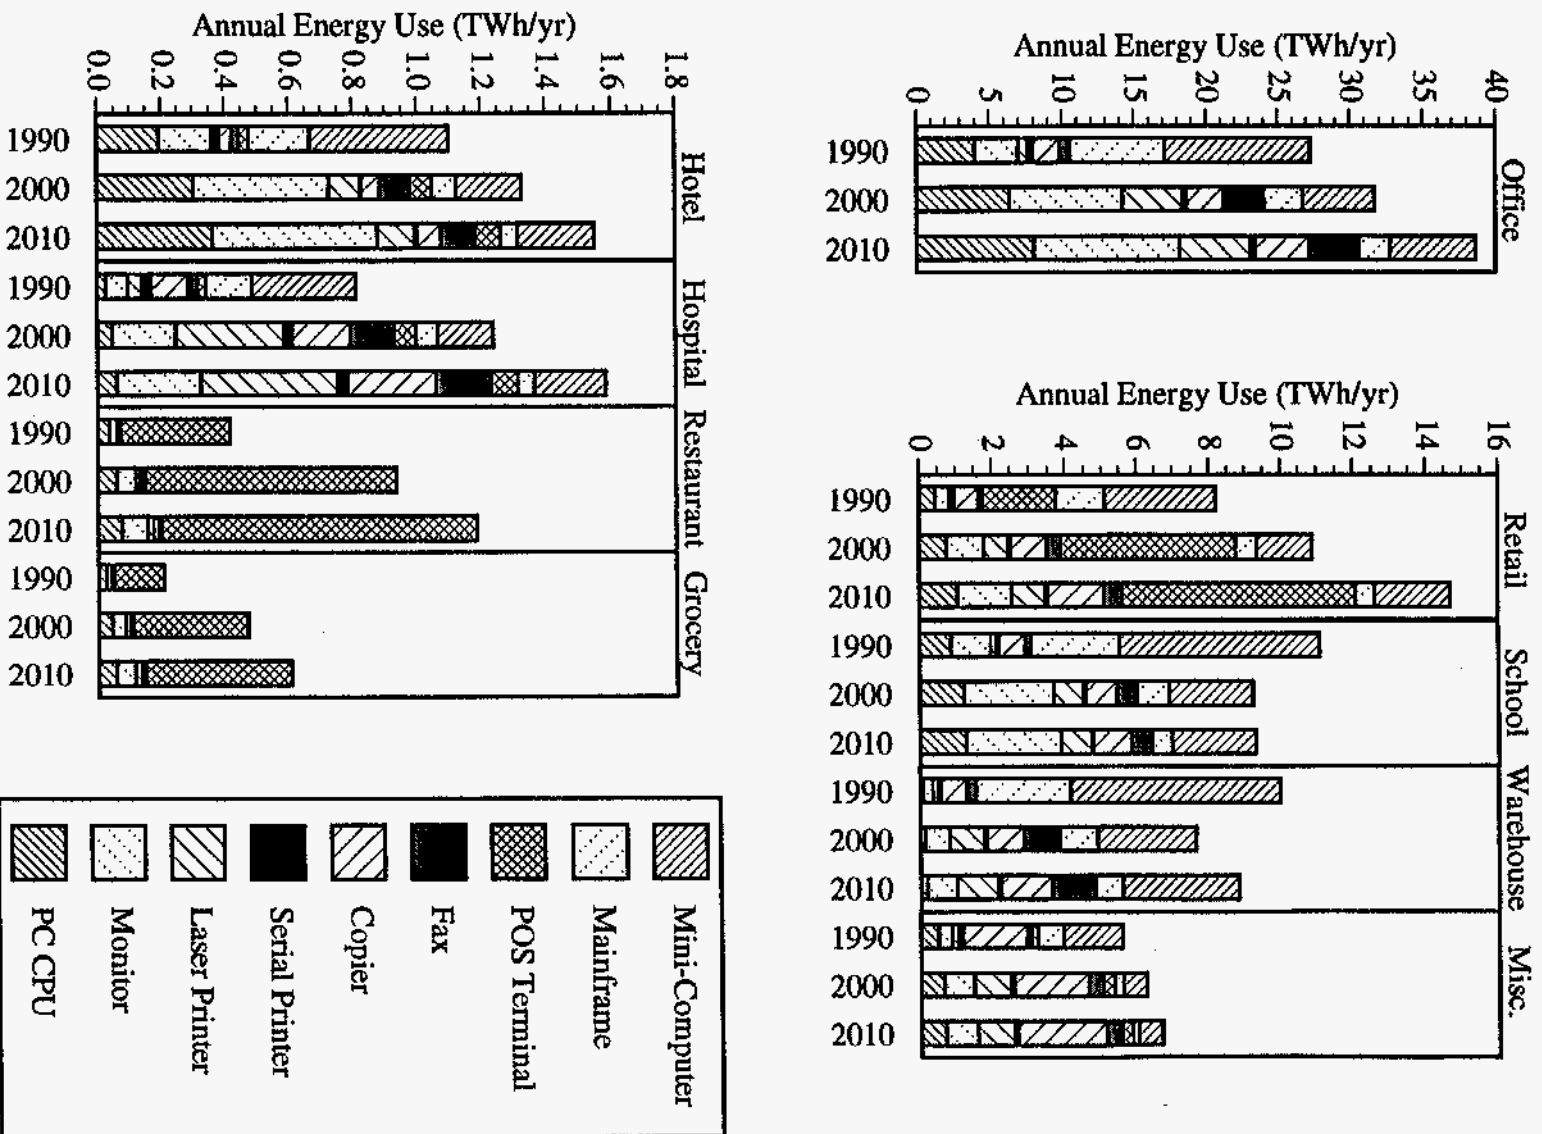 Annual Energy Use (TWh/yr)
0.0 0.2 0.4 0.6 0.8 1.0 1.2 1.4 1.6 1.8
1990
2000
2010
Hotel
1990
2000
2010
Hospital
1990
2000
2010
Restaurant
1990
2000
2010
Grocery
Annual Energy Use (TWh/yr)
0 5 10 15 20 25 30 35 40
1990
2000
2010
Office
Annual Energy Use (TWh/yr)
0 2 4 6 8 10 12 14 16
1990
2000
2010
Retail
1990
2000
2010
School
1990
2000
2010
Warehouse
1990
2000
2010
Misc.
PC CPU
Monitor
Laser Printer
Serial Printer
Copier
Fax
POS Terminal
Mainframe
Mini-Computer